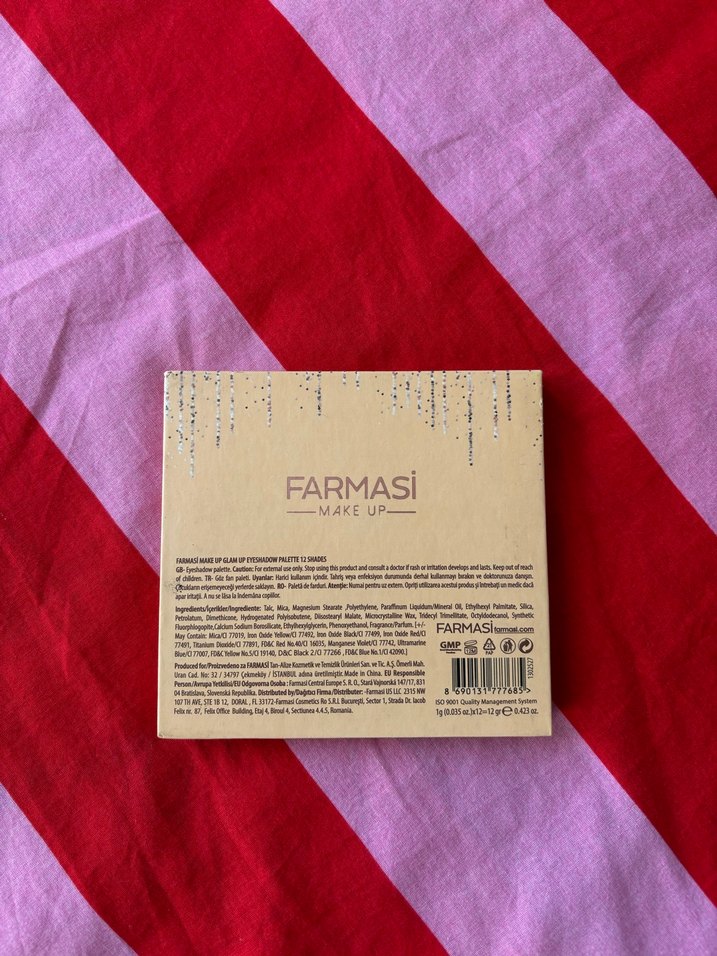 FARMASİ
MAKE UP
FARMASİ MAKE UP GLAM UP EYESHADOW PALETTE 12 SHADES
GB- Eyeshadow palette. Caution: For external use only. Stop using this product and consult a doctor if rash or irritation develops and lasts. Keep out of reach
of children. TR- Göz farı paleti. Uyarılar: Harici kullanım içindir. Tahriş veya enfeksiyon durumunda derhal kullanmayı bırakın ve doktorunuza danışın.
Çocukların erişemeyeceği yerlerde saklayın. RO- Paletă de farduri. Atenţie: Numai pentru uz extern. Opriţi utilizarea acestui produs şi întrebaţi un medic dacă
apar iritaţii. A nu se lăsa la îndemâna copiilor.
Ingredients/İçerikler/Ingrediente: Talc, Mica, Magnesium Stearate ,Polyethylene, Paraffinum Liquidum/Mineral Oil, Ethylhexyl Palmitate, Silica,
Petrolatum, Dimethicone, Hydrogenated Polyisobutene, Diisostearyl Malate, Microcrystalline Wax, Tridecyl Trimellitate, Octyldodecanol, Synthetic
Fluorphlogopite,Calcium Sodium Borosilicate, Ethylhexylglycerin, Phenoxyethanol, Fragrance/Parfum. [+/-
May Contain: Mica/CI 77019, Iron Oxide Yellow/CI 77492, Iron Oxide Black/CI 77499, Iron Oxide Red/CI
77491, Titanium Dioxide/CI 77891, FD&C Red No.40/CI 16035, Manganese Violet/CI 77742, Ultramarine
Blue/CI 77007, FD&C Yellow No.5/CI 19140, D&C Black 2/CI 77266 ,FD&C Blue No.1/CI 42090.]
Produced for/Proizvedeno za FARMASİ Tan-Alize Kozmetik ve Temizlik Ürünleri San. ve Tic. A.Ş. Ömerli Mah.
Uran Cad. No: 32 / 34797 Çekmeköy / İSTANBUL adına üretilmiştir. Made in China. EU Responsible
Person/Avrupa Yetkilisi/EU Odgovorna Osoba : Farmasi Central Europe S. R. O., Stará Vajnorská 147/17, 831
04 Bratislava, Slovenská Republika. Distributed by/Dağıtıcı Firma/Distributer: -Farmasi US LLC 2315 NW
107 TH AVE, STE 1B 12, DORAL , FL 33172-Farmasi Cosmetics Ro S.R.l. Bucureşti, Sector 1, Strada Dr. Iacob
Felix nr. 87, Felix Office Building, Etaj 4, Biroul 4, Sectiunea 4.4.5, Romania.
FARMASİ farmasi.com
GMP
12M
21
PAP
8 690131 777685 >
1302527
ISO 9001 Quality Management System
1g (0.035 oz.)x12=12 gr ℮ 0.423 oz.